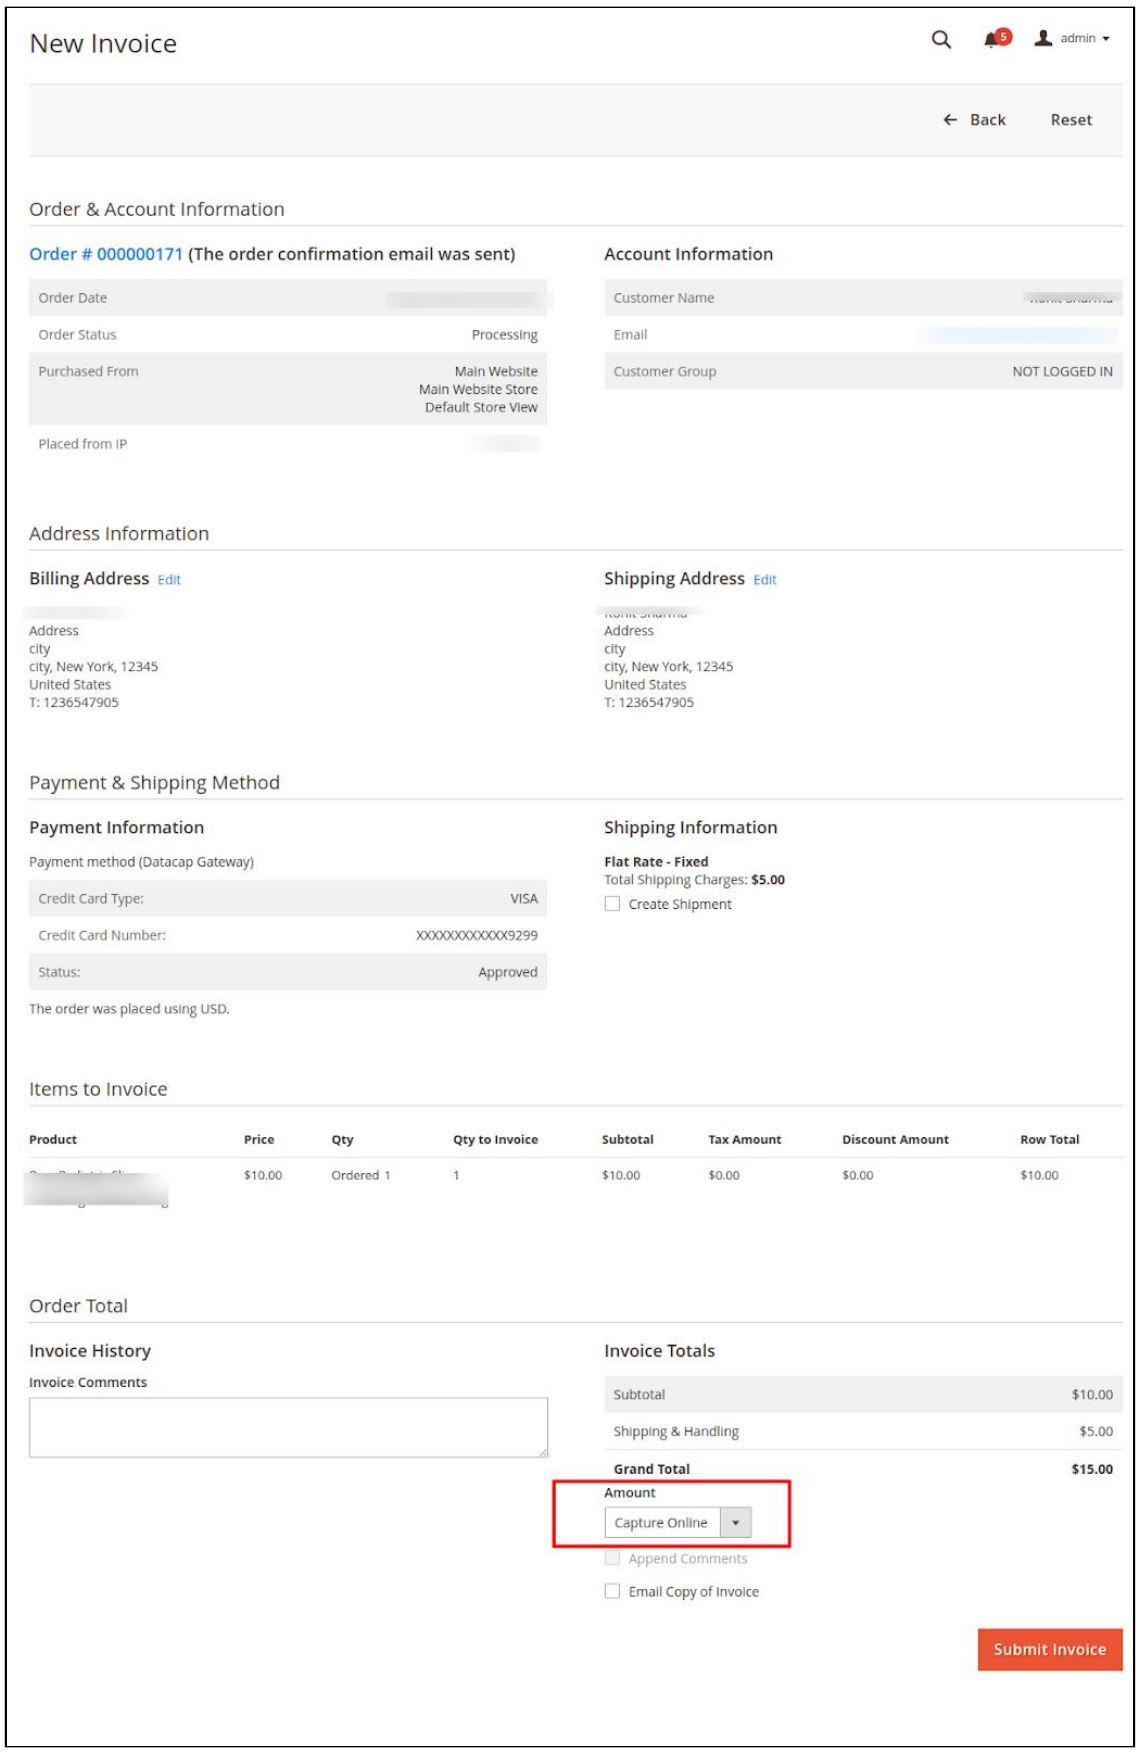 New Invoice
5
admin
← Back
Reset
Order & Account Information
Order # 000000171 (The order confirmation email was sent)
Order Date
Order Status Processing
Purchased From Main Website
Main Website Store
Default Store View
Placed from IP
Account Information
Customer Name
Email
Customer Group NOT LOGGED IN
Address Information
Billing Address Edit
Address
city
city, New York, 12345
United States
T: 1236547905
Shipping Address Edit
Address
city
city, New York, 12345
United States
T: 1236547905
Payment & Shipping Method
Payment Information
Payment method (Datacap Gateway)
Credit Card Type: VISA
Credit Card Number: XXXXXXXXXXXX9299
Status: Approved
The order was placed using USD.
Shipping Information
Flat Rate - Fixed
Total Shipping Charges: $5.00
Create Shipment
Items to Invoice
Product Price Qty Qty to Invoice Subtotal Tax Amount Discount Amount Row Total
$10.00 Ordered 1 1 $10.00 $0.00 $0.00 $10.00
Order Total
Invoice History
Invoice Comments
Invoice Totals
Subtotal $10.00
Shipping & Handling $5.00
Grand Total $15.00
Amount
Capture Online
Append Comments
Email Copy of Invoice
Submit Invoice